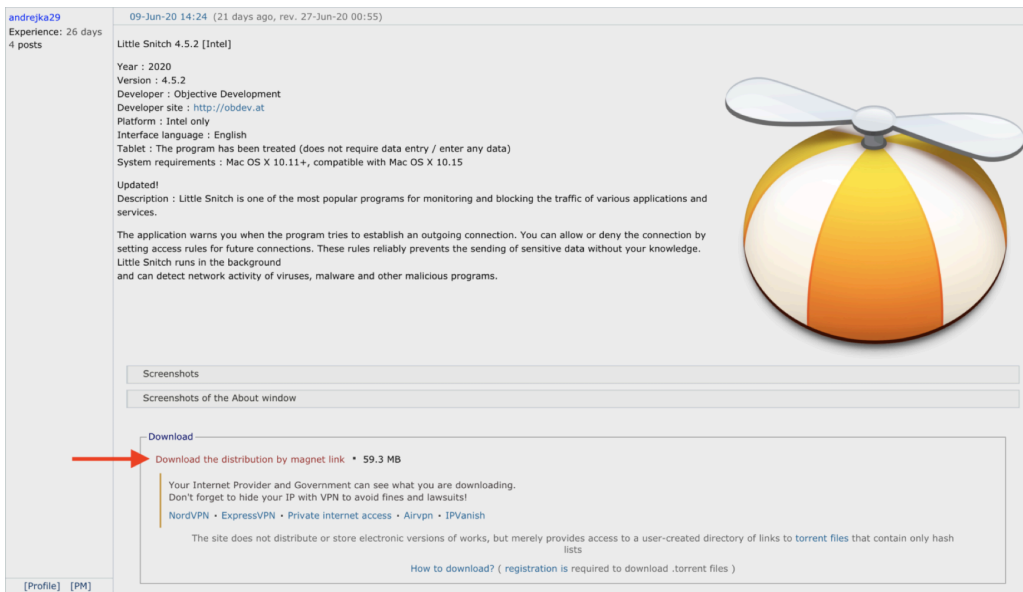 andrejka29
Experience: 26 days
4 posts
09-Jun-20 14:24 (21 days ago, rev. 27-Jun-20 00:55)
Little Snitch 4.5.2 [Intel]
Year : 2020
Version : 4.5.2
Developer : Objective Development
Developer site : http://obdev.at
Platform : Intel only
Interface language : English
Tablet : The program has been treated (does not require data entry / enter any data)
System requirements : Mac OS X 10.11+, compatible with Mac OS X 10.15
Updated!
Description : Little Snitch is one of the most popular programs for monitoring and blocking the traffic of various applications and
services.
The application warns you when the program tries to establish an outgoing connection. You can allow or deny the connection by
setting access rules for future connections. These rules reliably prevents the sending of sensitive data without your knowledge.
Little Snitch runs in the background
and can detect network activity of viruses, malware and other malicious programs.
Screenshots
Screenshots of the About window
Download
Download the distribution by magnet link • 59.3 MB
Your Internet Provider and Government can see what you are downloading.
Don't forget to hide your IP with VPN to avoid fines and lawsuits!
NordVPN • ExpressVPN • Private internet access • Airvpn • IPVanish
The site does not distribute or store electronic versions of works, but merely provides access to a user-created directory of links to torrent files that contain only hash
lists
How to download? ( registration is required to download .torrent files )
[Profile] [PM]